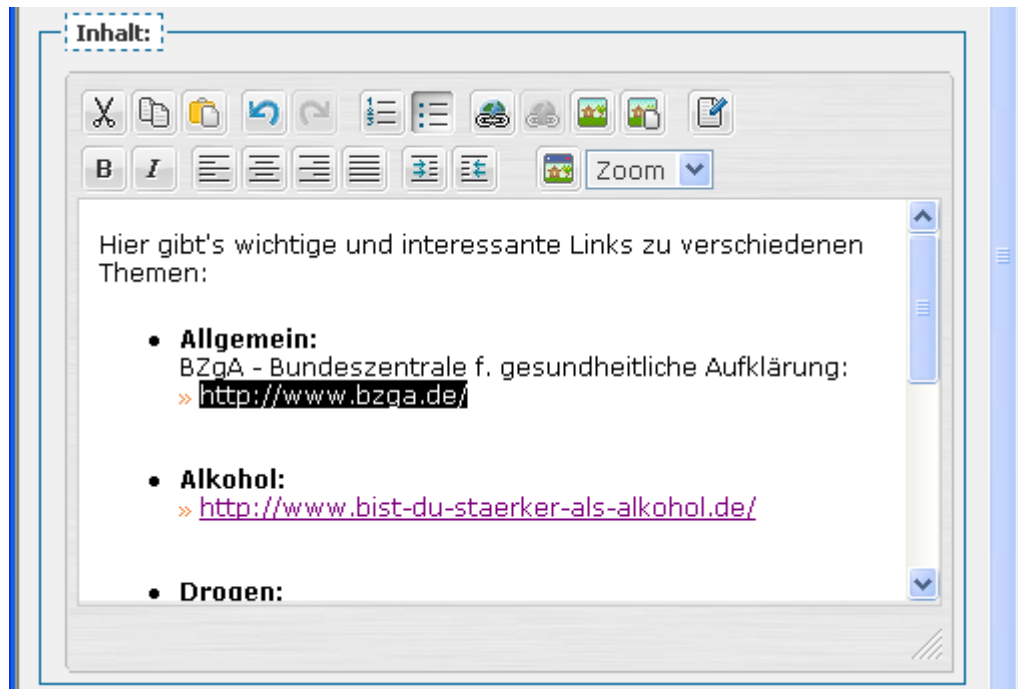 Inhalt:
B I Zoom
Hier gibt's wichtige und interessante Links zu verschiedenen
Themen:
• Allgemein:
BZgA - Bundeszentrale f. gesundheitliche Aufklärung:
» http://www.bzga.de/
• Alkohol:
» http://www.bist-du-staerker-als-alkohol.de/
• Drogen: